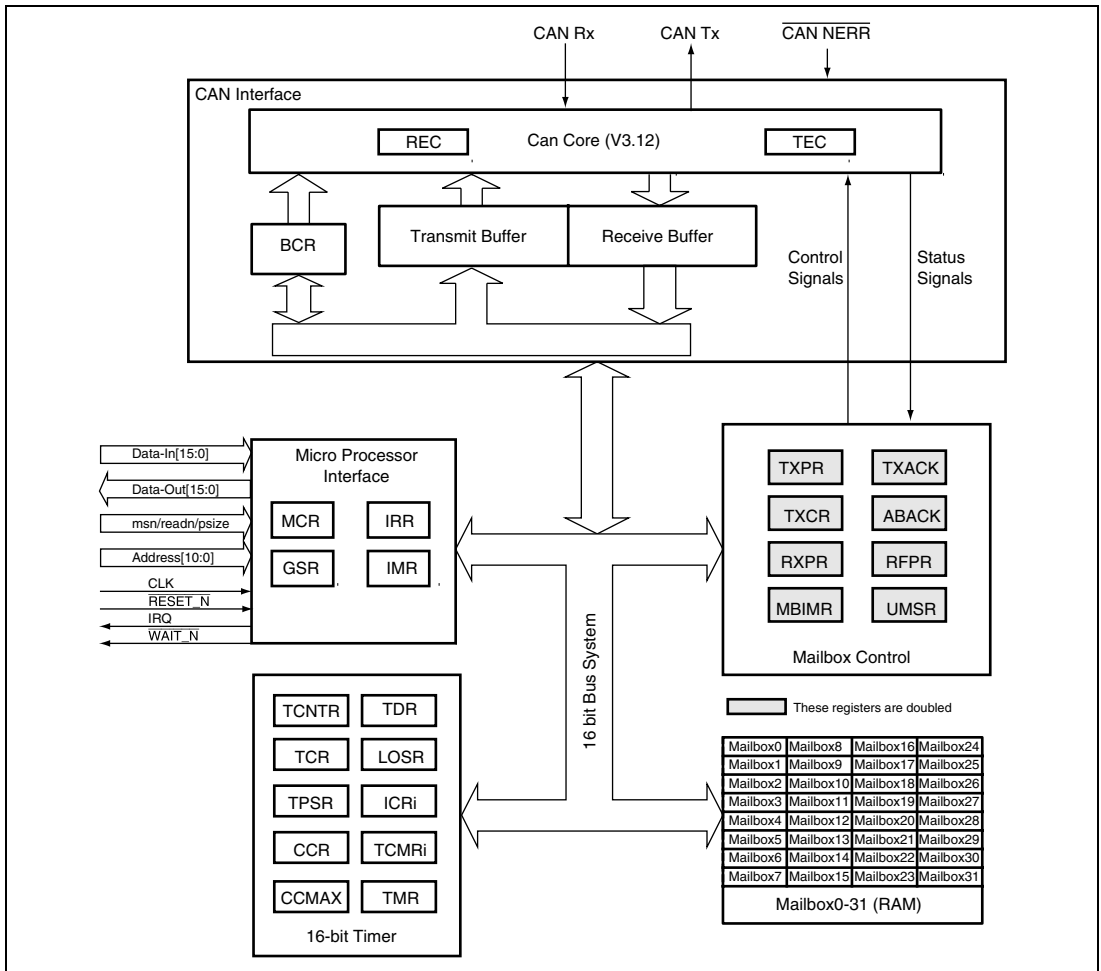 CAN Rx
CAN Tx
CAN NERR
CAN Interface
REC
Can Core (V3.12)
TEC
BCR
Transmit Buffer
Receive Buffer
Control
Signals
Status
Signals
Data-In[15:0]
Data-Out[15:0]
msn/readn/psize
Address[10:0]
CLK
RESET_N
IRQ
WAIT_N
Micro Processor
Interface
MCR
IRR
GSR
IMR
16 bit Bus System
TXPR
TXACK
TXCR
ABACK
RXPR
RFPR
MBIMR
UMSR
Mailbox Control
These registers are doubled
TCNTR
TDR
TCR
LOSR
TPSR
ICRi
CCR
TCMRi
CCMAX
TMR
16-bit Timer
Mailbox0 Mailbox8 Mailbox16 Mailbox24
Mailbox1 Mailbox9 Mailbox17 Mailbox25
Mailbox2 Mailbox10 Mailbox18 Mailbox26
Mailbox3 Mailbox11 Mailbox19 Mailbox27
Mailbox4 Mailbox12 Mailbox20 Mailbox28
Mailbox5 Mailbox13 Mailbox21 Mailbox29
Mailbox6 Mailbox14 Mailbox22 Mailbox30
Mailbox7 Mailbox15 Mailbox23 Mailbox31
Mailbox0-31 (RAM)